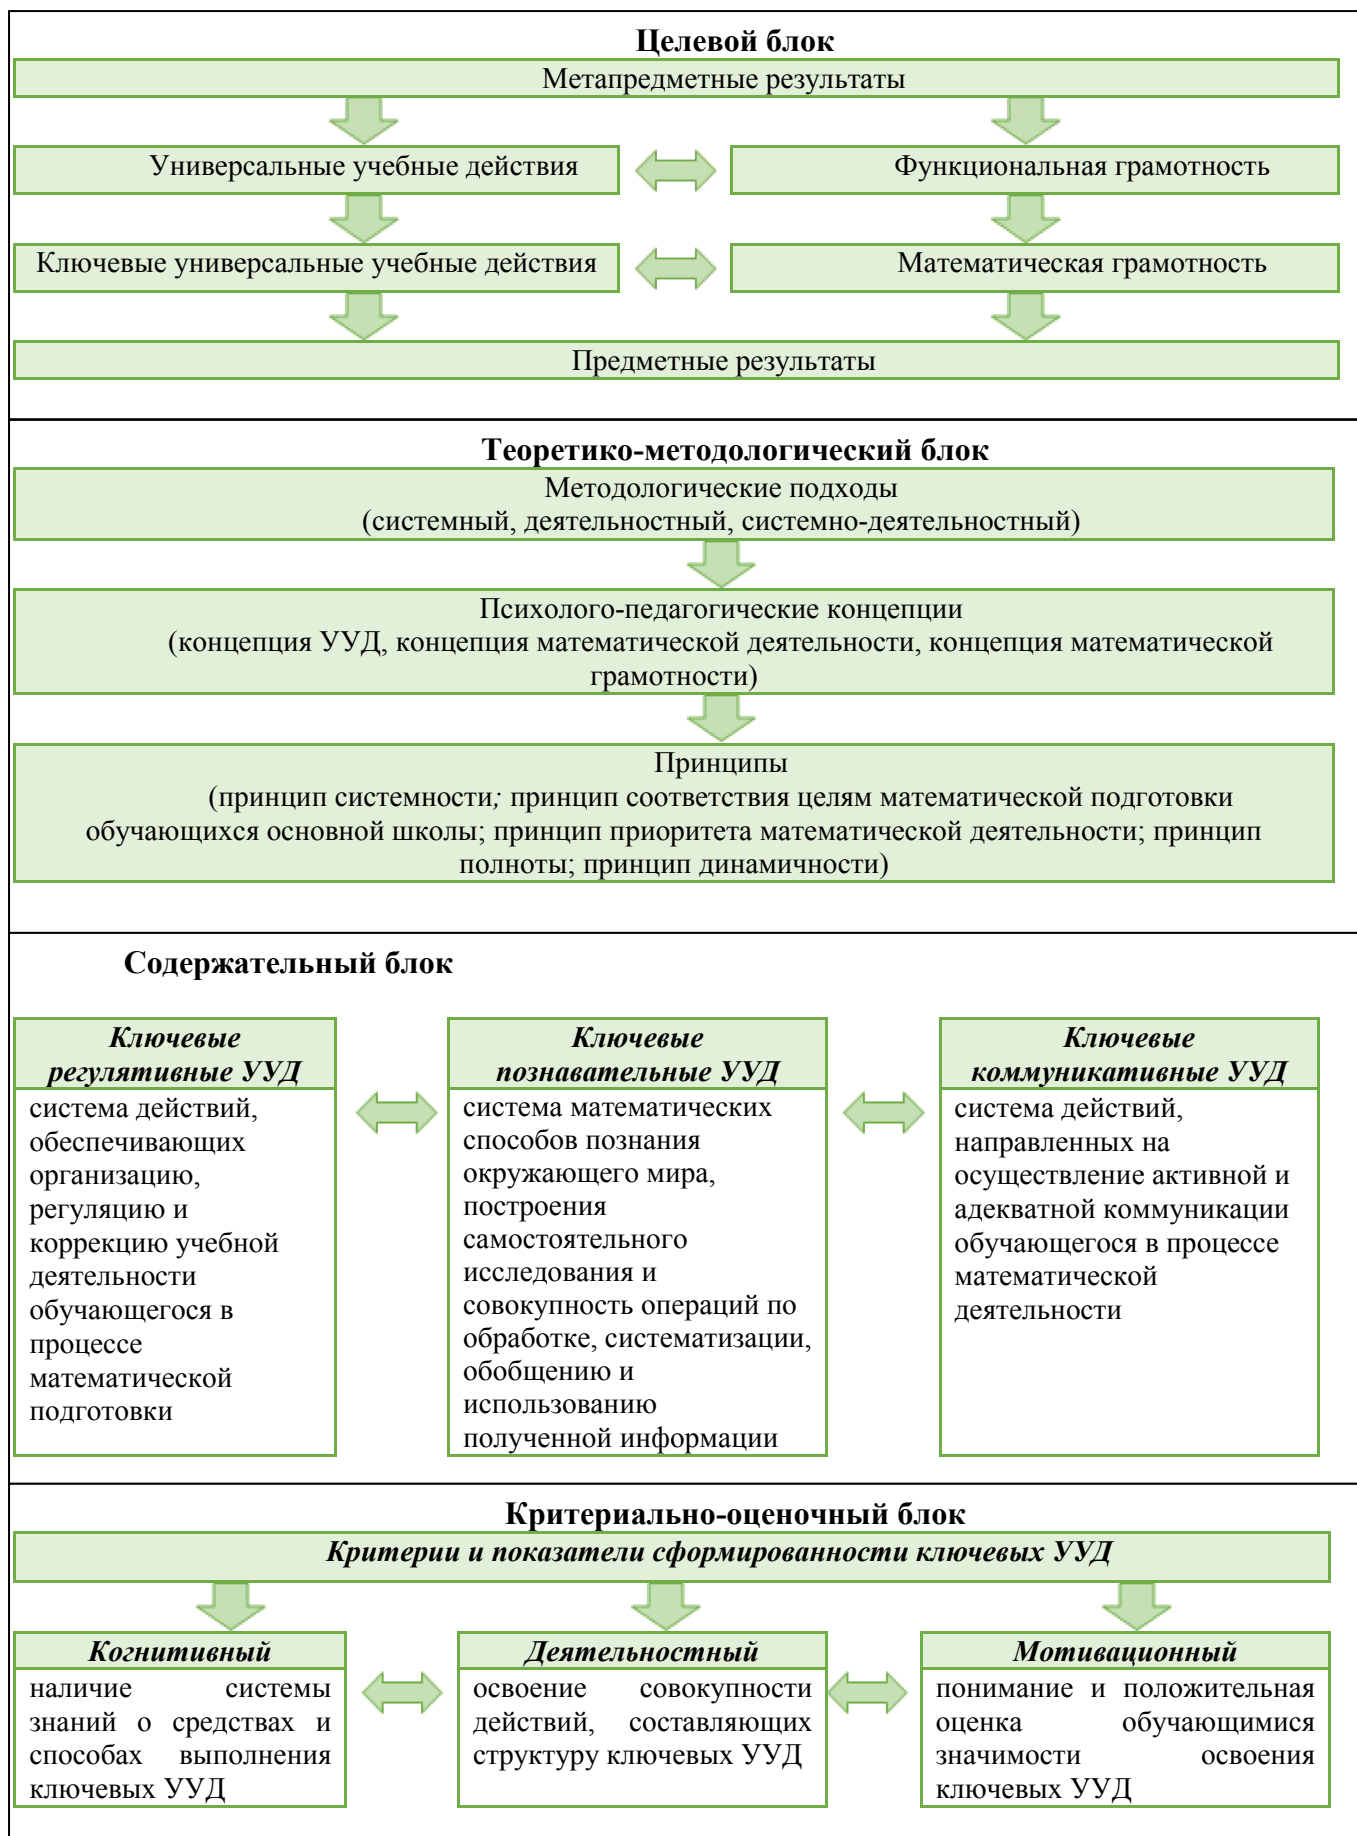 Целевой блок
Метапредметные результаты
Универсальные учебные действия
Функциональная грамотность
Ключевые универсальные учебные действия
Математическая грамотность
Предметные результаты
Теоретико-методологический блок
Методологические подходы
(системный, деятельностный, системно-деятельностный)
Психолого-педагогические концепции
(концепция УУД, концепция математической деятельности, концепция математической
грамотности)
Принципы
(принцип системности; принцип соответствия целям математической подготовки
обучающихся основной школы; принцип приоритета математической деятельности; принцип
полноты; принцип динамичности)
Содержательный блок
Ключевые
регулятивные УУД
система действий,
обеспечивающих
организацию,
регуляцию и
коррекцию учебной
деятельности
обучающегося в
процессе
математической
подготовки
Ключевые
познавательные УУД
система математических
способов познания
окружающего мира,
построения
самостоятельного
исследования и
совокупность операций по
обработке, систематизации,
обобщению и
использованию
полученной информации
Ключевые
коммуникативные УУД
система действий,
направленных на
осуществление активной и
адекватной коммуникации
обучающегося в процессе
математической
деятельности
Критериально-оценочный блок
Критерии и показатели сформированности ключевых УУД
Когнитивный
наличие системы
знаний о средствах и
способах выполнения
ключевых УУД
Деятельностный
освоение совокупности
действий, составляющих
структуру ключевых УУД
Мотивационный
понимание и положительная
оценка обучающимися
значимости освоения
ключевых УУД